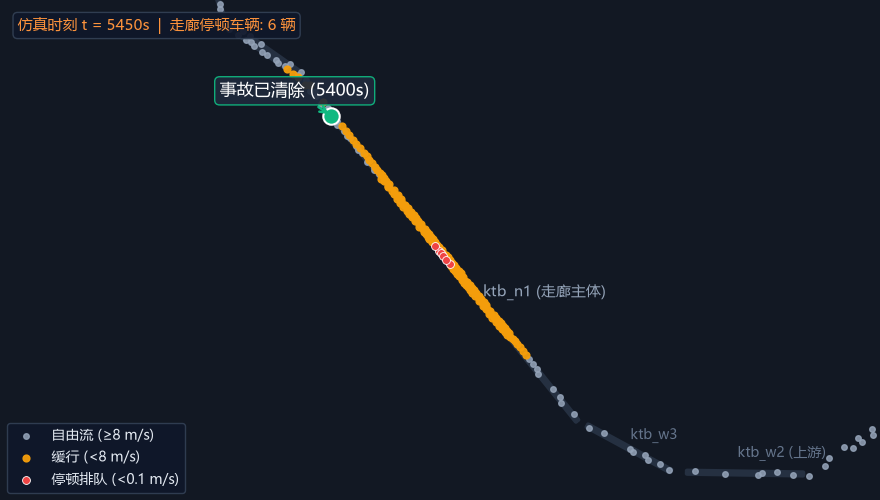 仿真时刻 t = 5450s | 走廊停顿车辆: 6 辆
事故已清除 (5400s)
ktb_n1 (走廊主体)
ktb_w3
ktb_w2 (上游)
自由流 (≥8 m/s)
缓行 (<8 m/s)
停顿排队 (<0.1 m/s)